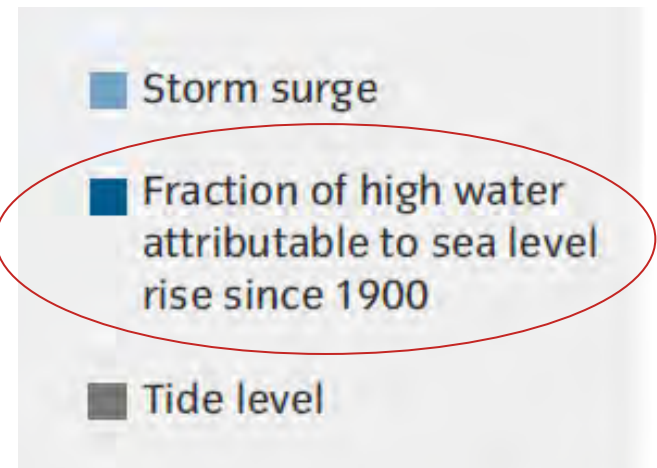 Storm surge
Fraction of high water
attributable to sea level
rise since 1900
Tide level